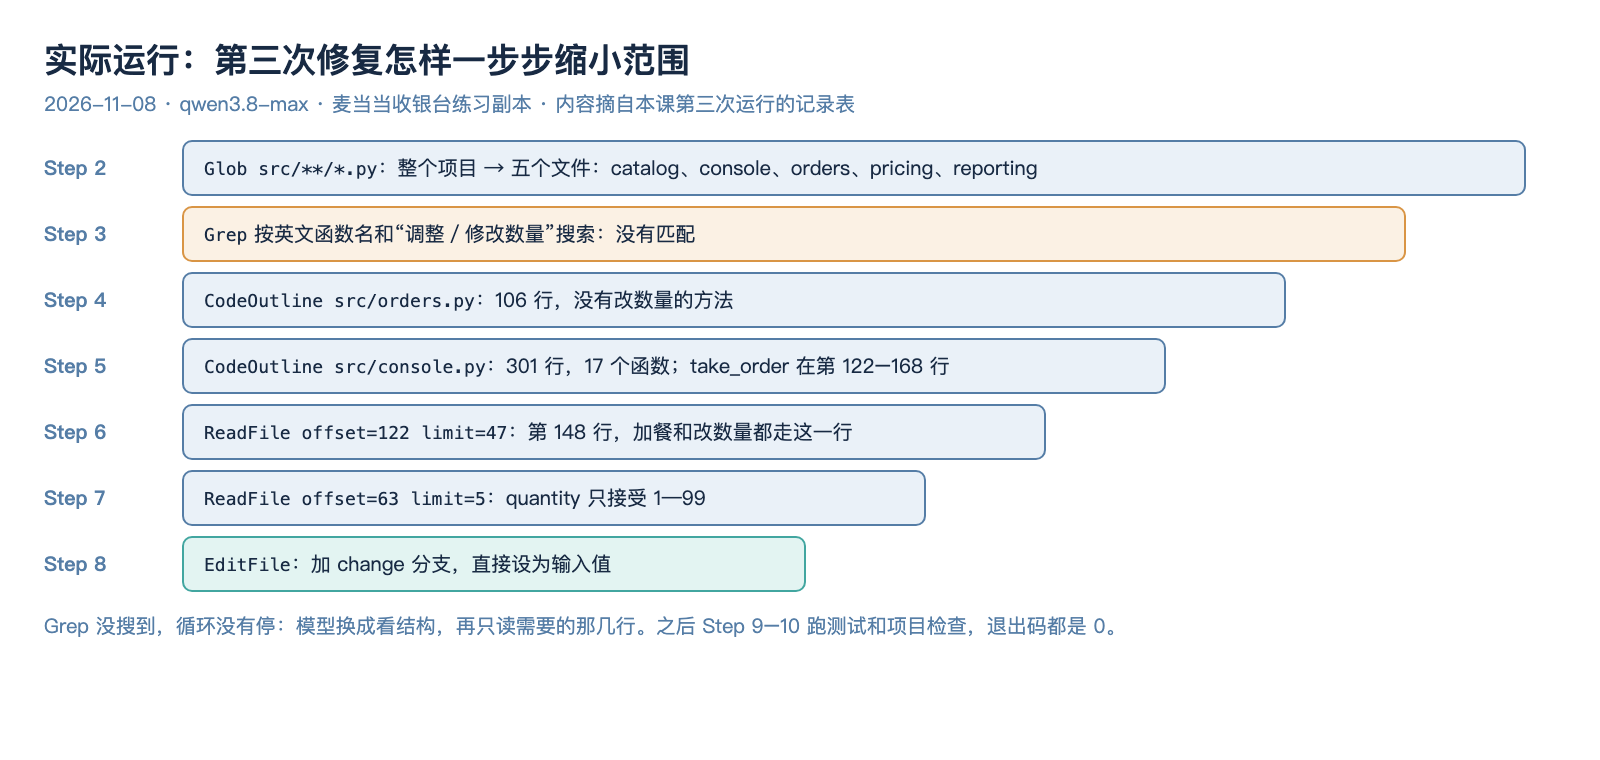 实际运行：第三次修复怎样一步步缩小范围
2026–11–08 · qwen3.8–max · 麦当当收银台练习副本 · 内容摘自本课第三次运行的记录表
Step 2
Glob src/**/*.py：整个项目 → 五个文件：catalog、console、orders、pricing、reporting
Step 3
Grep 按英文函数名和“调整 / 修改数量”搜索：没有匹配
Step 4
CodeOutline src/orders.py：106 行，没有改数量的方法
Step 5
CodeOutline src/console.py：301 行，17 个函数；take_order 在第 122—168 行
Step 6
ReadFile offset=122 limit=47：第 148 行，加餐和改数量都走这一行
Step 7
ReadFile offset=63 limit=5：quantity 只接受 1—99
Step 8
EditFile：加 change 分支，直接设为输入值
Grep 没搜到，循环没有停：模型换成看结构，再只读需要的那几行。之后 Step 9—10 跑测试和项目检查，退出码都是 0。